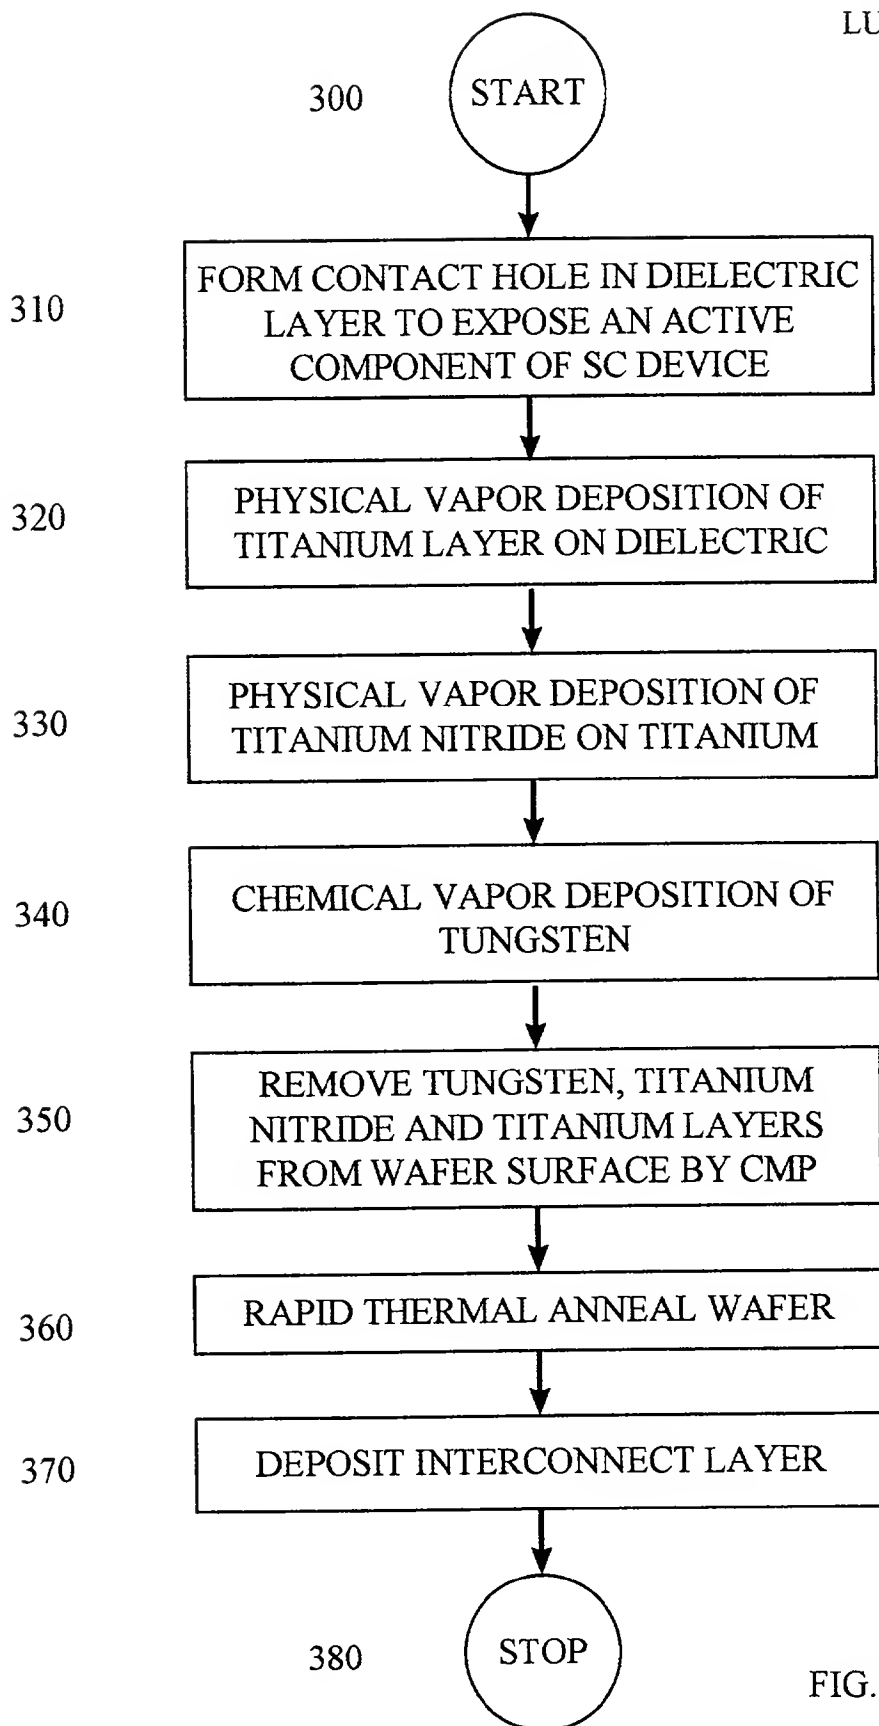 LU
300
START
310
FORM CONTACT HOLE IN DIELECTRIC
LAYER TO EXPOSE AN ACTIVE
COMPONENT OF SC DEVICE
320
PHYSICAL VAPOR DEPOSITION OF
TITANIUM LAYER ON DIELECTRIC
330
PHYSICAL VAPOR DEPOSITION OF
TITANIUM NITRIDE ON TITANIUM
340
CHEMICAL VAPOR DEPOSITION OF
TUNGSTEN
350
REMOVE TUNGSTEN, TITANIUM
NITRIDE AND TITANIUM LAYERS
FROM WAFER SURFACE BY CMP
360
RAPID THERMAL ANNEAL WAFER
370
DEPOSIT INTERCONNECT LAYER
380
STOP
FIG.